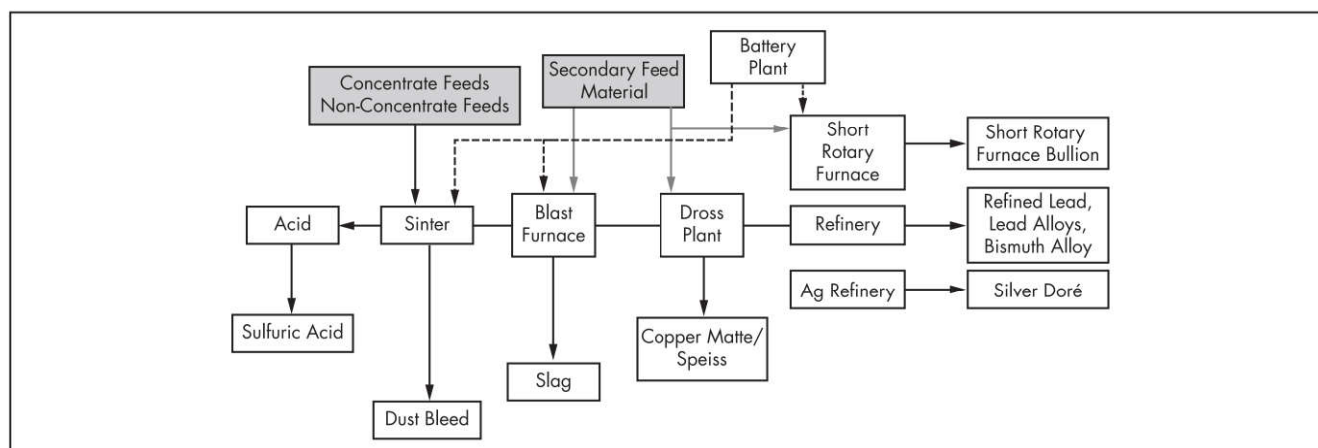 Battery
Plant
Concentrate Feeds
Non-Concentrate Feeds
Secondary Feed
Material
Short
Rotary
Furnace
Short Rotary
Furnace Bullion
Acid
Sinter
Blast
Furnace
Dross
Plant
Refinery
Refined Lead,
Lead Alloys,
Bismuth Alloy
Ag Refinery
Silver Doré
Sulfuric Acid
Copper Matte/
Speiss
Slag
Dust Bleed